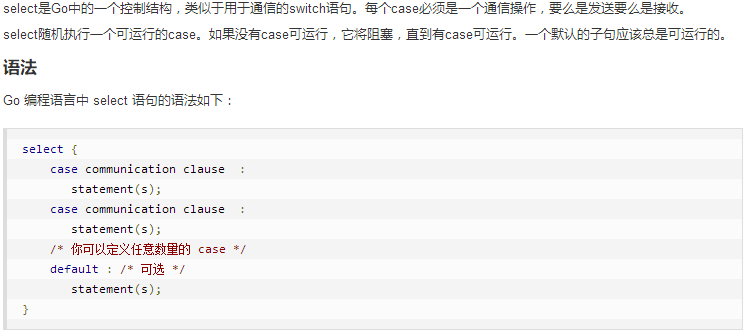 select是Go中的一个控制结构，类似于用于通信的switch语句。每个case必须是一个通信操作，要么是发送要么是接收。
select随机执行一个可运行的case。如果没有case可运行，它将阻塞，直到有case可运行。一个默认的子句应该总是可运行的。
语法
Go 编程语言中 select 语句的语法如下：
select {
    case communication clause  :
       statement(s);
    case communication clause  :
       statement(s);
    /* 你可以定义任意数量的 case */
    default : /* 可选 */
       statement(s);
}